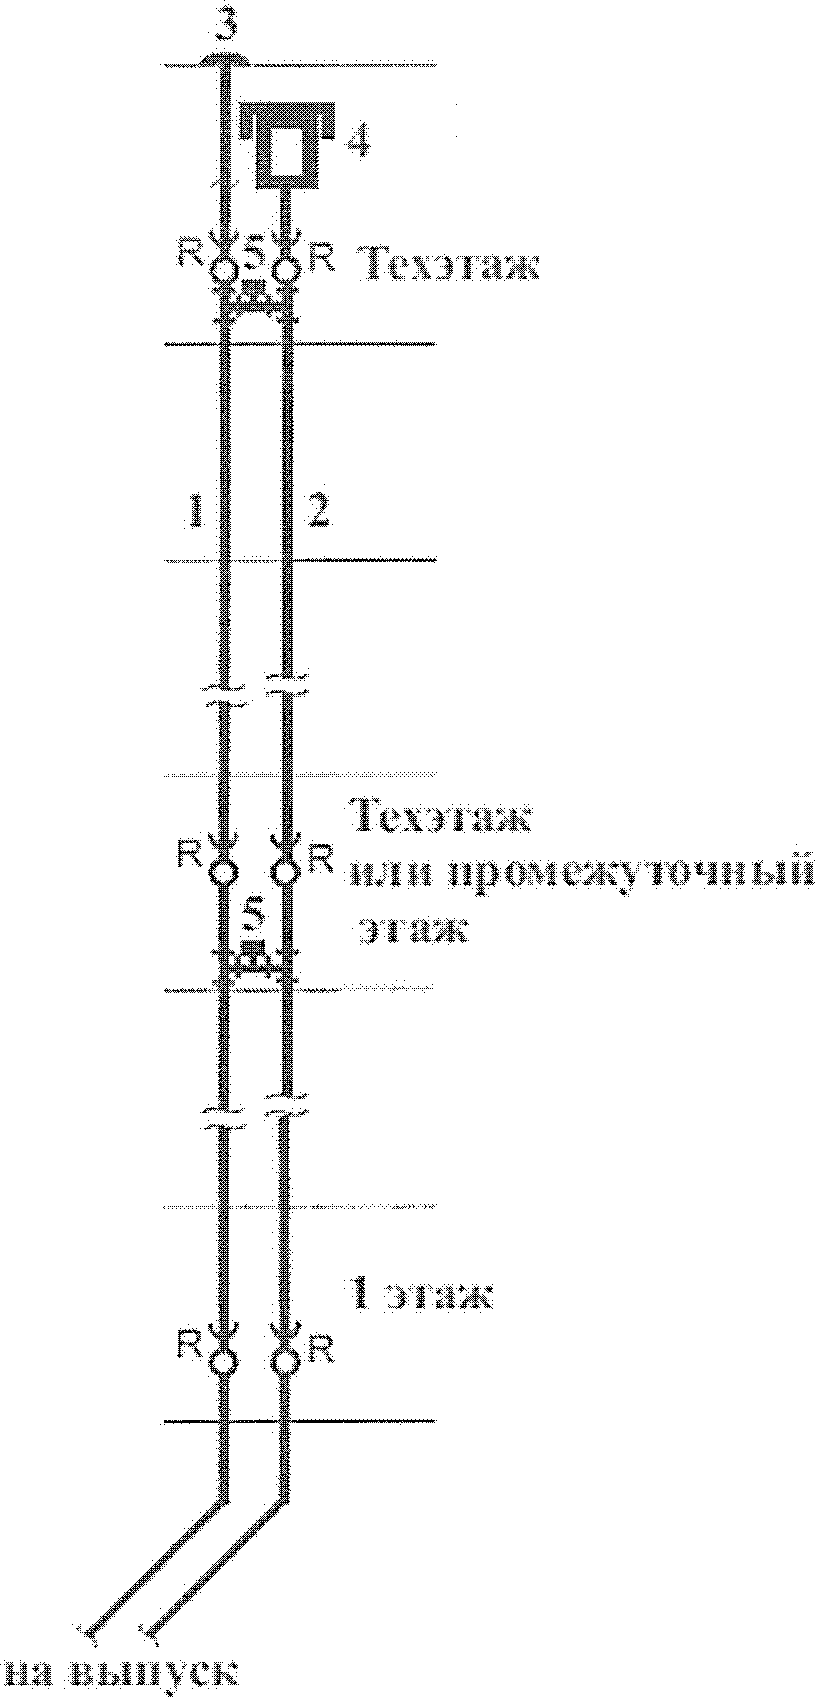 3
4
R 5 R Техэтаж
1 2
Техэтаж
R R или промежуточный
5 этаж
1 этаж
R R
на выпуск